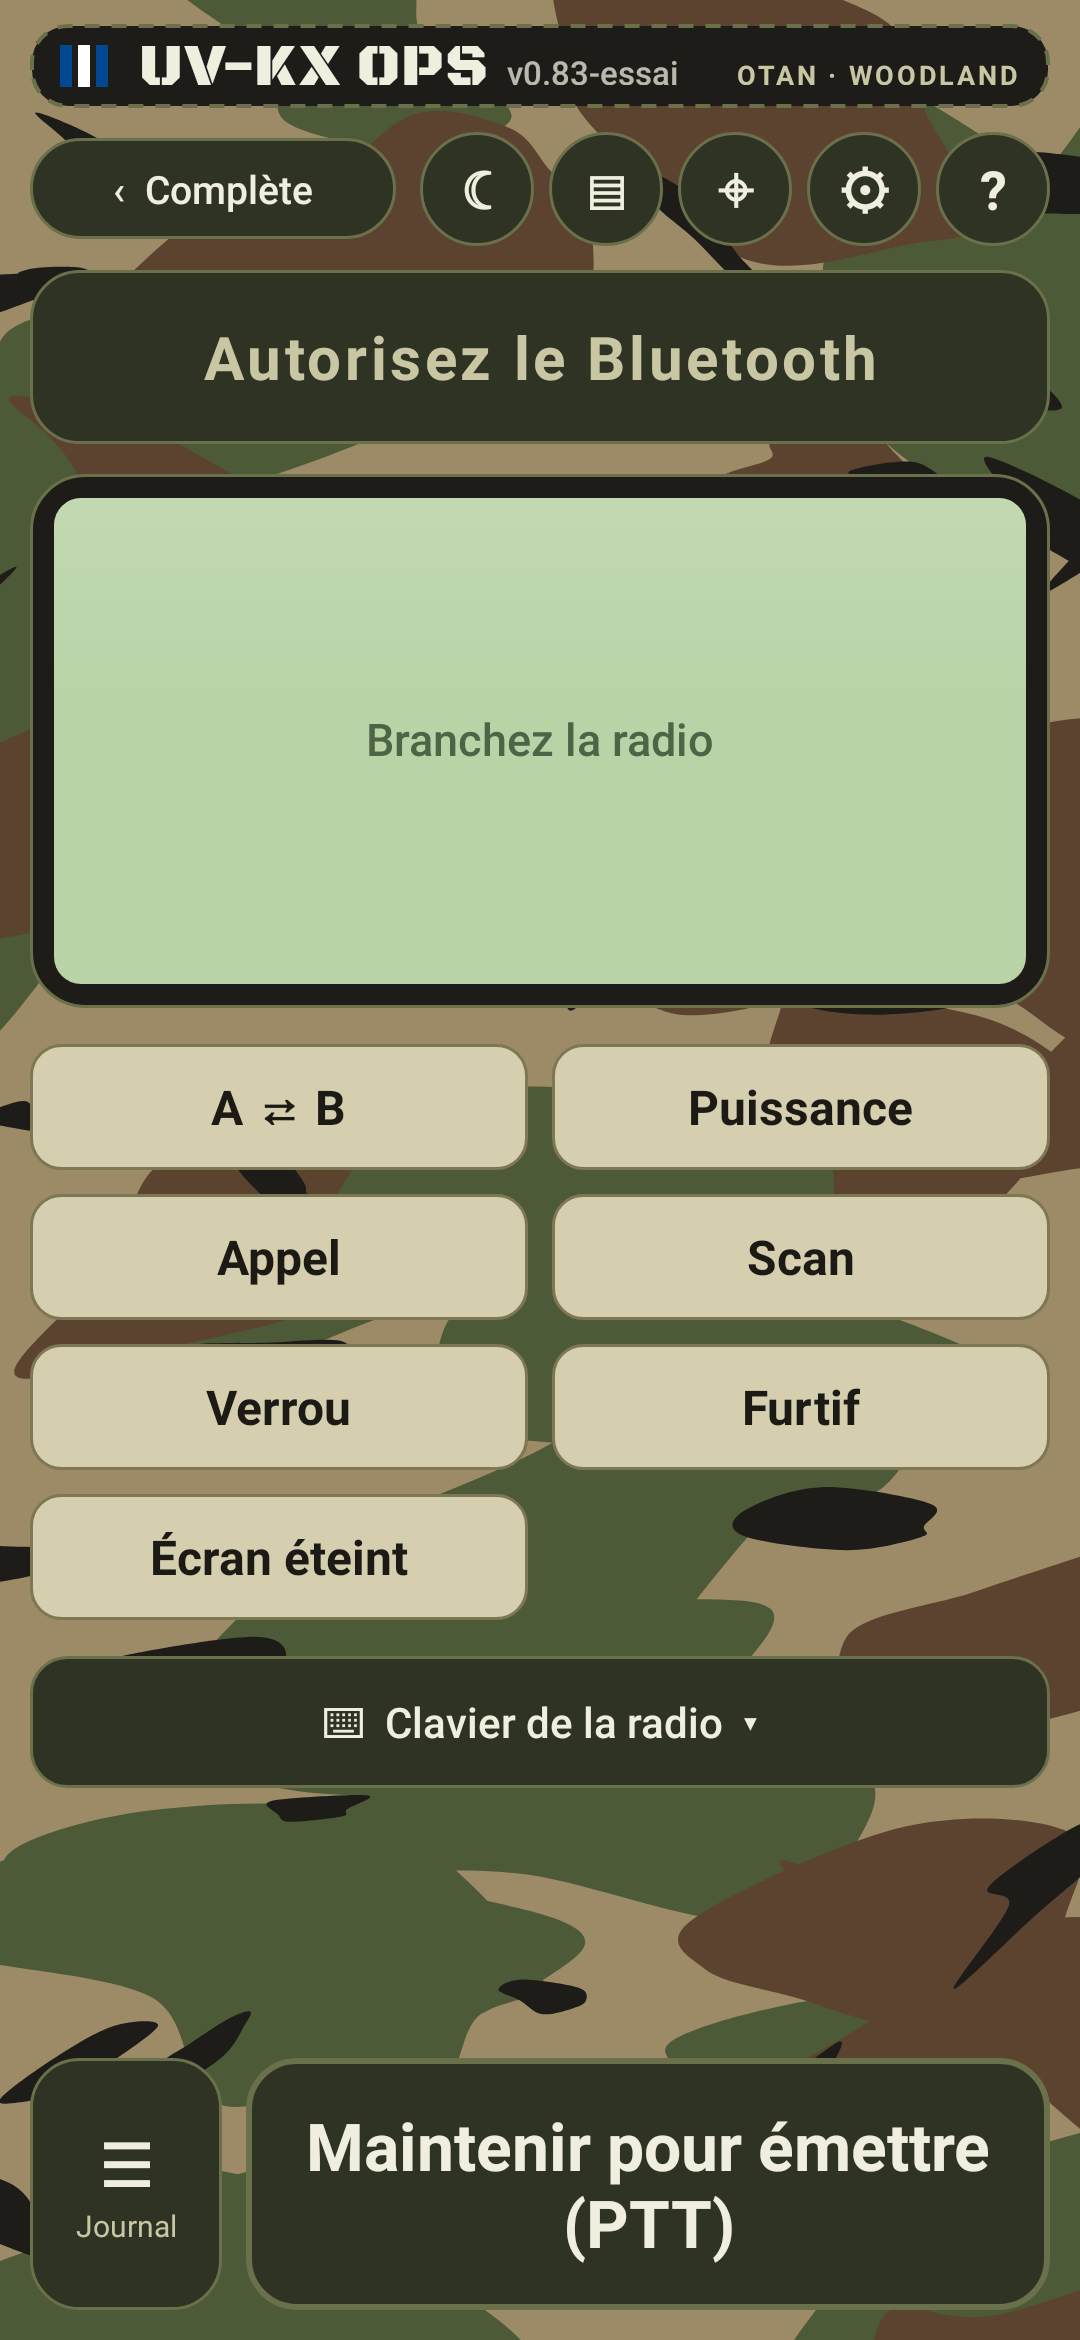 UV-KX OPS v0.83-essai OTAN · WOODLAND
‹ Complète ☾ ▤ ⌖ ⚙ ?
Autorisez le Bluetooth
Branchez la radio
A ⇄ B Puissance
Appel Scan
Verrou Furtif
Écran éteint
⌨ Clavier de la radio ▾
☰
Journal
Maintenir pour émettre
(PTT)